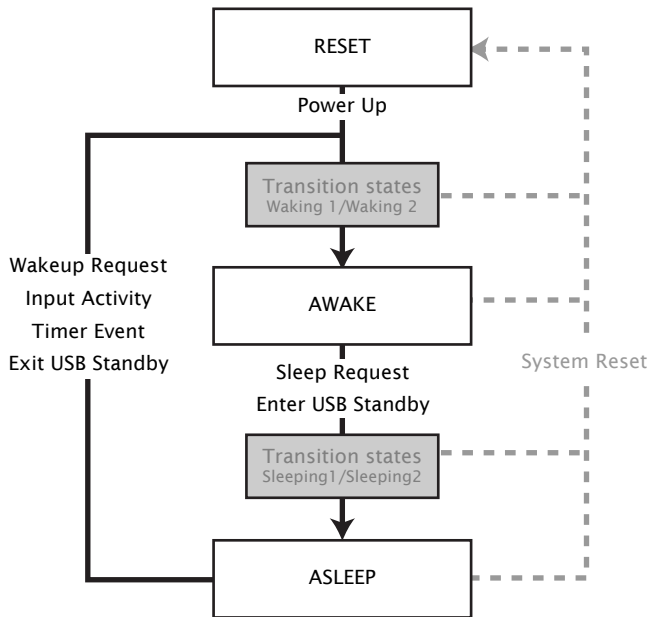 RESET
Power Up
Transition states
Waking 1/Waking 2
Wakeup Request
Input Activity
Timer Event
Exit USB Standby
AWAKE
System Reset
Sleep Request
Enter USB Standby
Transition states
Sleeping1/Sleeping2
ASLEEP